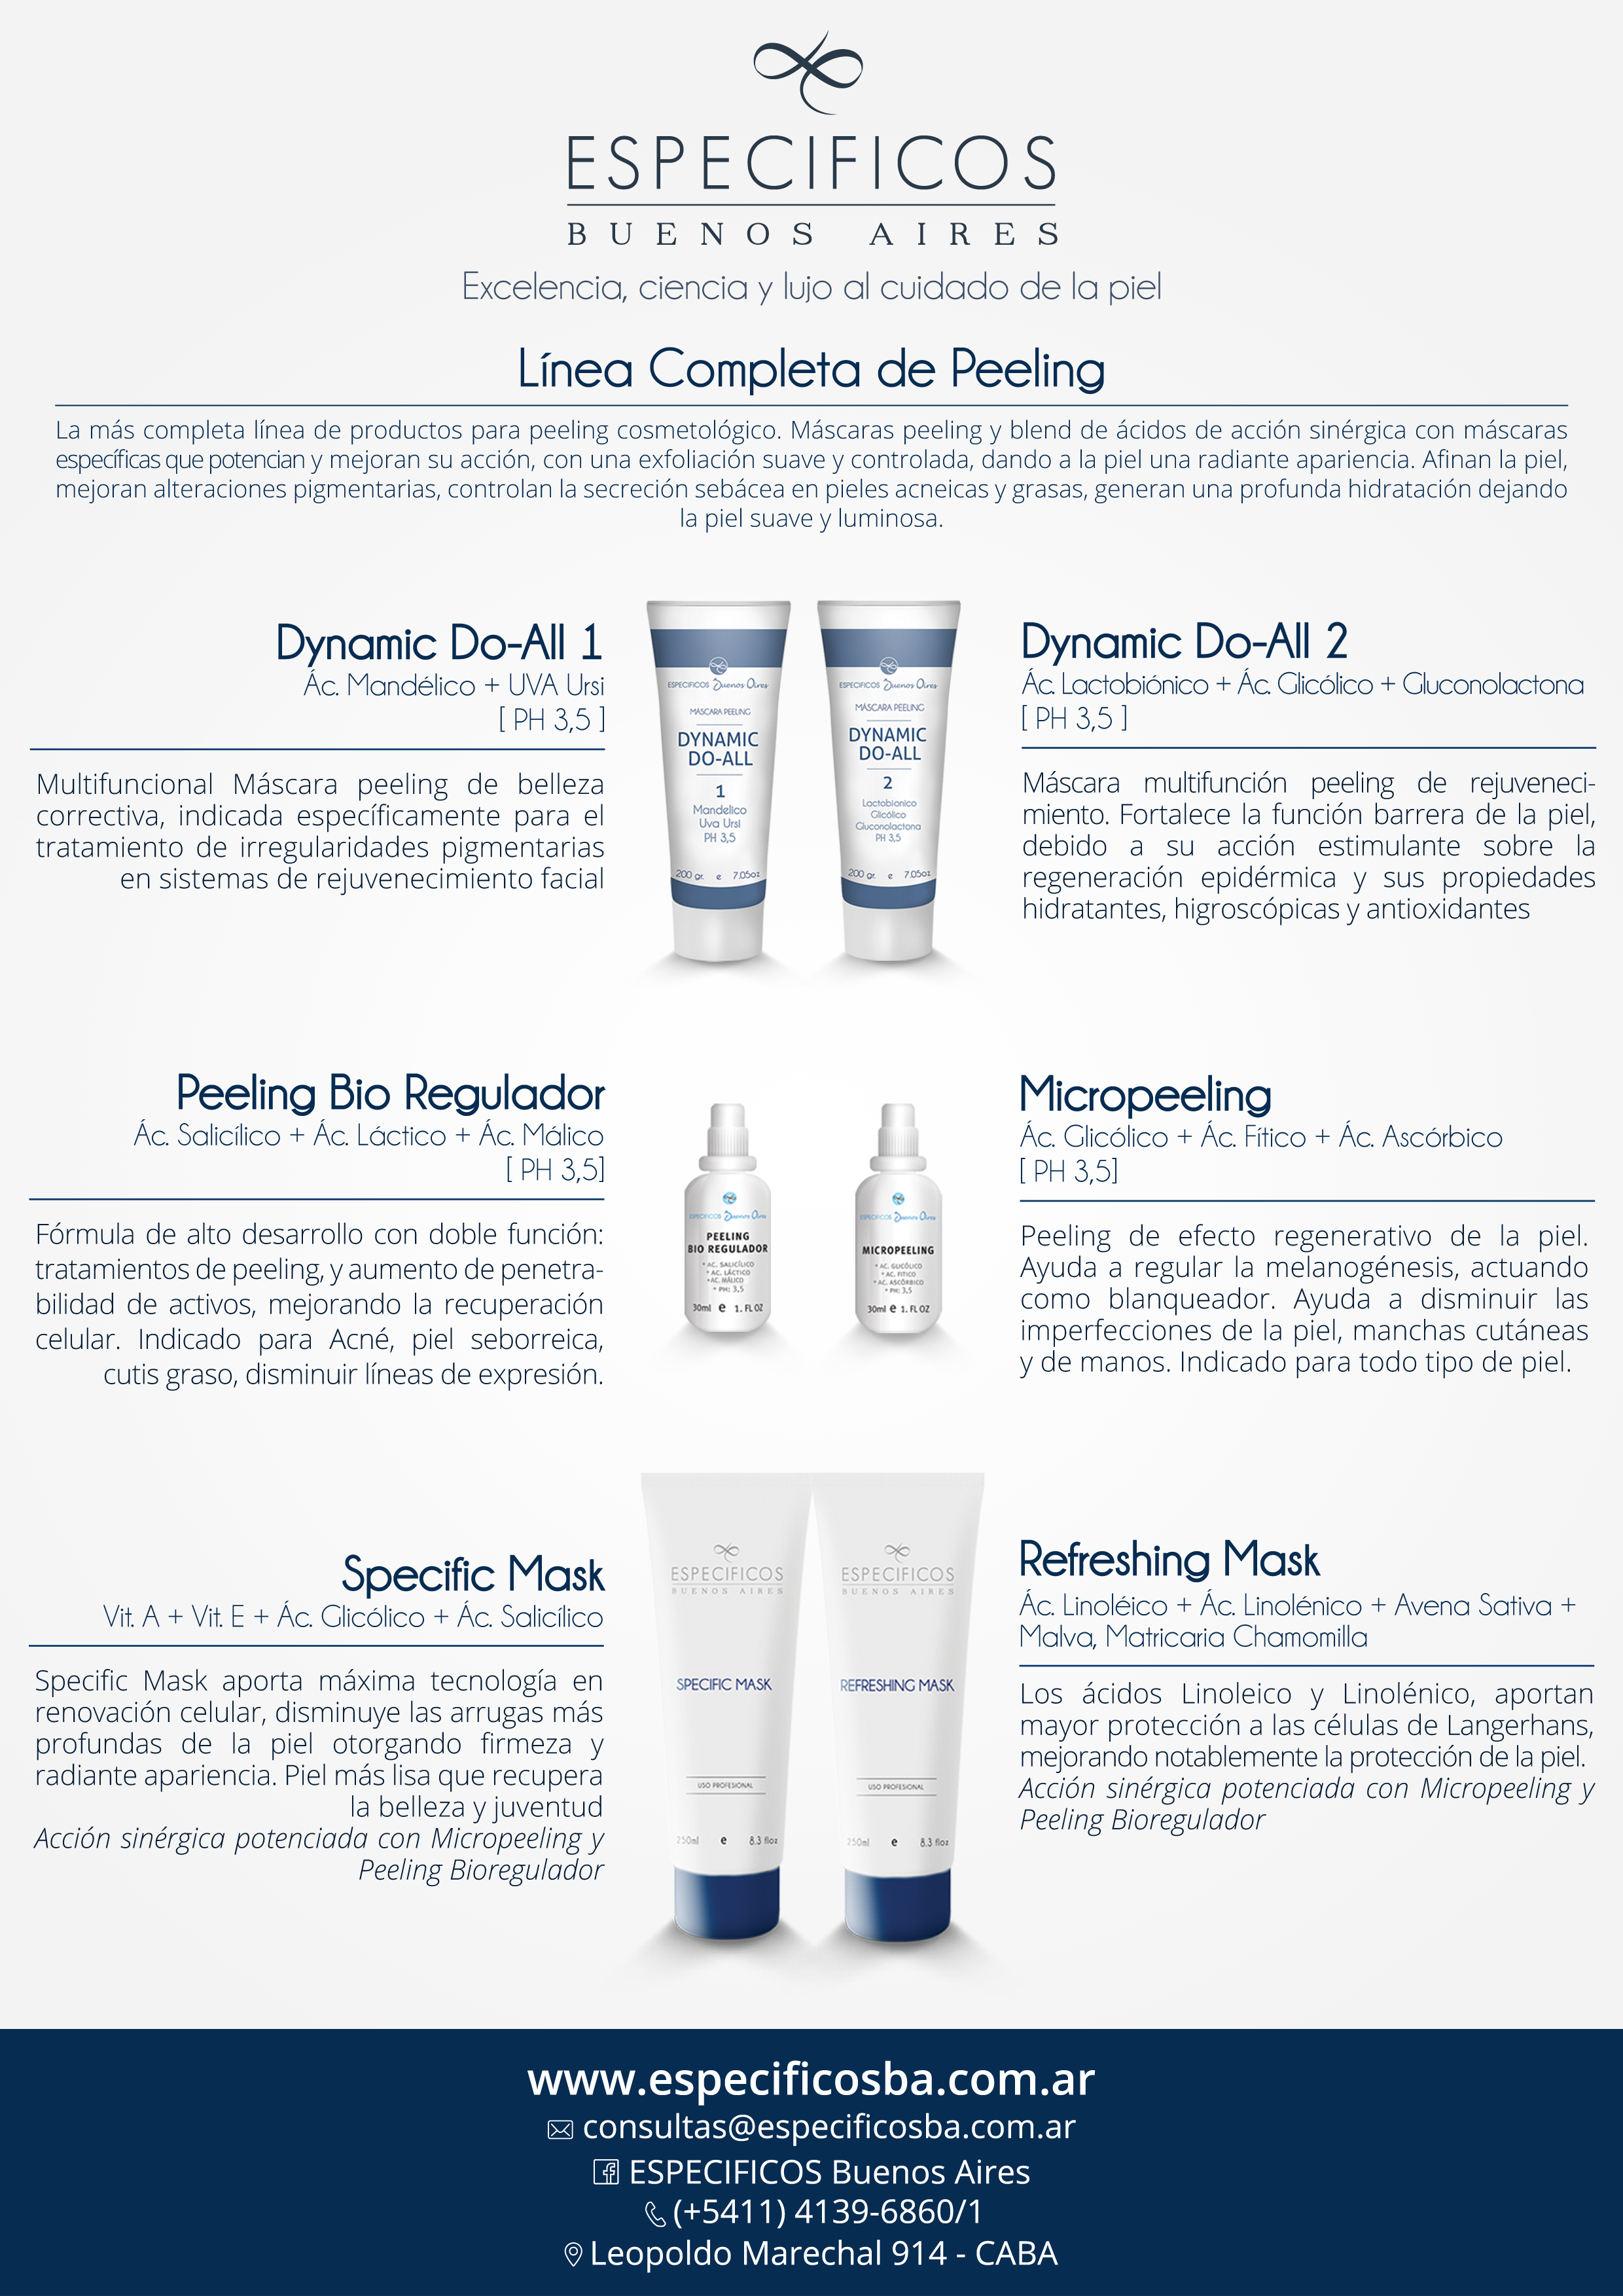 ESPECIFICOS
BUENOS AIRES
Excelencia, ciencia y lujo al cuidado de la piel
Línea Completa de Peeling
La más completa línea de productos para peeling cosmetológico. Máscaras peeling y blend de ácidos de acción sinérgica con máscaras
específicas que potencian y mejoran su acción, con una exfoliación suave y controlada, dando a la piel una radiante apariencia. Afinan la piel,
mejoran alteraciones pigmentarias, controlan la secreción sebácea en pieles acneicas y grasas, generan una profunda hidratación dejando
la piel suave y luminosa.
Dynamic Do-All 1
Ác. Mandélico + UVA Ursi
[ PH 3,5 ]
Multifuncional Máscara peeling de belleza
correctiva, indicada específicamente para el
tratamiento de irregularidades pigmentarias
en sistemas de rejuvenecimiento facial
ESPECIFICOS Buenos Aires
MÁSCARA PEELING
DYNAMIC
DO-ALL
1
Mandelico
Uva Ursi
PH 3,5
200 gr. e 7.05oz
ESPECIFICOS Buenos Aires
MÁSCARA PEELING
DYNAMIC
DO-ALL
2
Lactobionico
Glicólico
Gluconolactona
PH 3,5
200 gr. e 7.05oz
Dynamic Do-All 2
Ác. Lactobiónico + Ác. Glicólico + Gluconolactona
[ PH 3,5 ]
Máscara multifunción peeling de rejuveneci-
miento. Fortalece la función barrera de la piel,
debido a su acción estimulante sobre la
regeneración epidérmica y sus propiedades
hidratantes, higroscópicas y antioxidantes
Peeling Bio Regulador
Ác. Salicílico + Ác. Láctico + Ác. Málico
[ PH 3,5]
Fórmula de alto desarrollo con doble función:
tratamientos de peeling, y aumento de penetra-
bilidad de activos, mejorando la recuperación
celular. Indicado para Acné, piel seborreica,
cutis graso, disminuir líneas de expresión.
ESPECIFICOS Buenos Aires
PEELING
BIO REGULADOR
• AC. SALICÍLICO
• AC. LÁCTICO
• AC. MÁLICO
• PH: 3,5
30ml e 1. FL OZ
ESPECIFICOS Buenos Aires
MICROPEELING
• AC. GLICÓLICO
• AC. FITICO
• AC. ASCÓRBICO
• PH: 3,5
30ml e 1. FL OZ
Micropeeling
Ác. Glicólico + Ác. Fítico + Ác. Ascórbico
[ PH 3,5]
Peeling de efecto regenerativo de la piel.
Ayuda a regular la melanogénesis, actuando
como blanqueador. Ayuda a disminuir las
imperfecciones de la piel, manchas cutáneas
y de manos. Indicado para todo tipo de piel.
Specific Mask
Vit. A + Vit. E + Ác. Glicólico + Ác. Salicílico
Specific Mask aporta máxima tecnología en
renovación celular, disminuye las arrugas más
profundas de la piel otorgando firmeza y
radiante apariencia. Piel más lisa que recupera
la belleza y juventud
Acción sinérgica potenciada con Micropeeling y
Peeling Bioregulador
ESPECIFICOS
BUENOS AIRES
SPECIFIC MASK
USO PROFESIONAL
250ml e 8.3 floz
ESPECIFICOS
BUENOS AIRES
REFRESHING MASK
USO PROFESIONAL
250ml e 8.3 floz
Refreshing Mask
Ác. Linoléico + Ác. Linolénico + Avena Sativa +
Malva, Matricaria Chamomilla
Los ácidos Linoleico y Linolénico, aportan
mayor protección a las células de Langerhans,
mejorando notablemente la protección de la piel.
Acción sinérgica potenciada con Micropeeling y
Peeling Bioregulador
www.especificosba.com.ar
consultas@especificosba.com.ar
ESPECIFICOS Buenos Aires
(+5411) 4139-6860/1
Leopoldo Marechal 914 - CABA